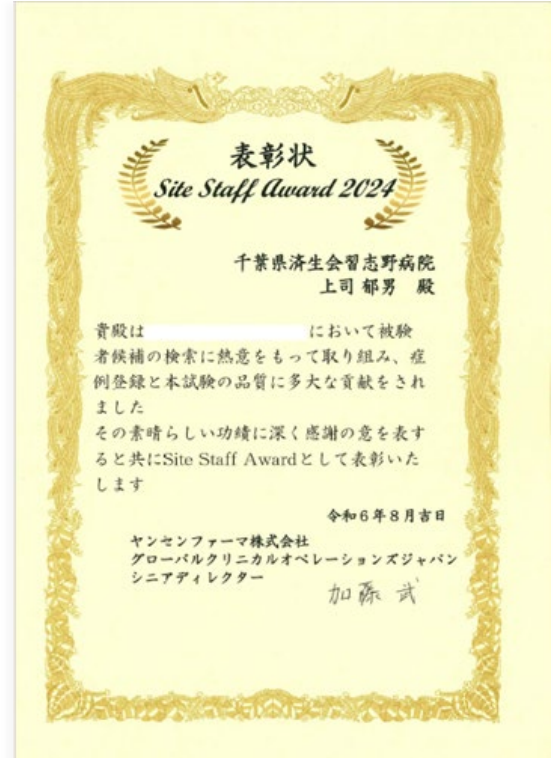 表彰状
Site Staff Award 2024
千葉県済生会習志野病院
上司 郁男　殿
貴殿は において被験
者候補の検索に熱意をもって取り組み、症
例登録と本試験の品質に多大な貢献をされ
ました
その素晴らしい功績に深く感謝の意を表す
ると共にSite Staff Awardとして表彰いた
します
令和6年8月吉日
ヤンセンファーマ株式会社
グローバルクリニカルオペレーションズジャパン
シニアディレクター
加藤 武